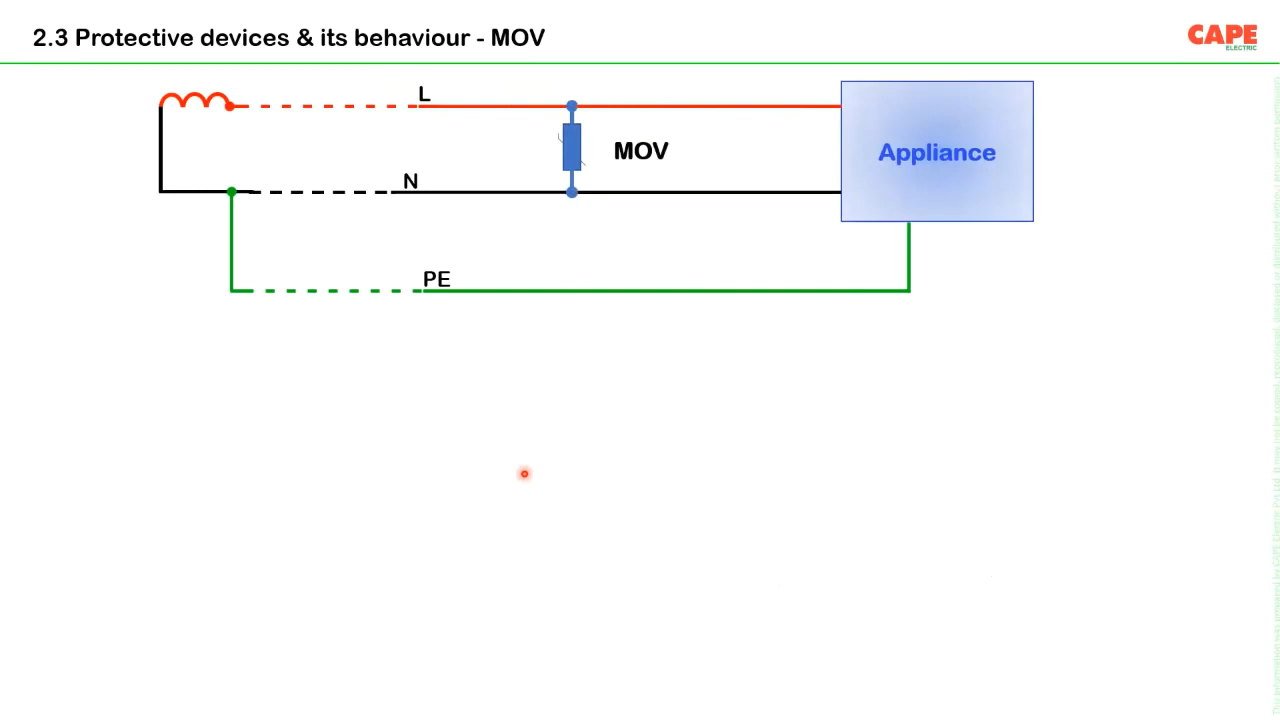 2.3 Protective devices & its behaviour - MOV
CAPE
ELECTRIC
L
MOV
Appliance
N
PE